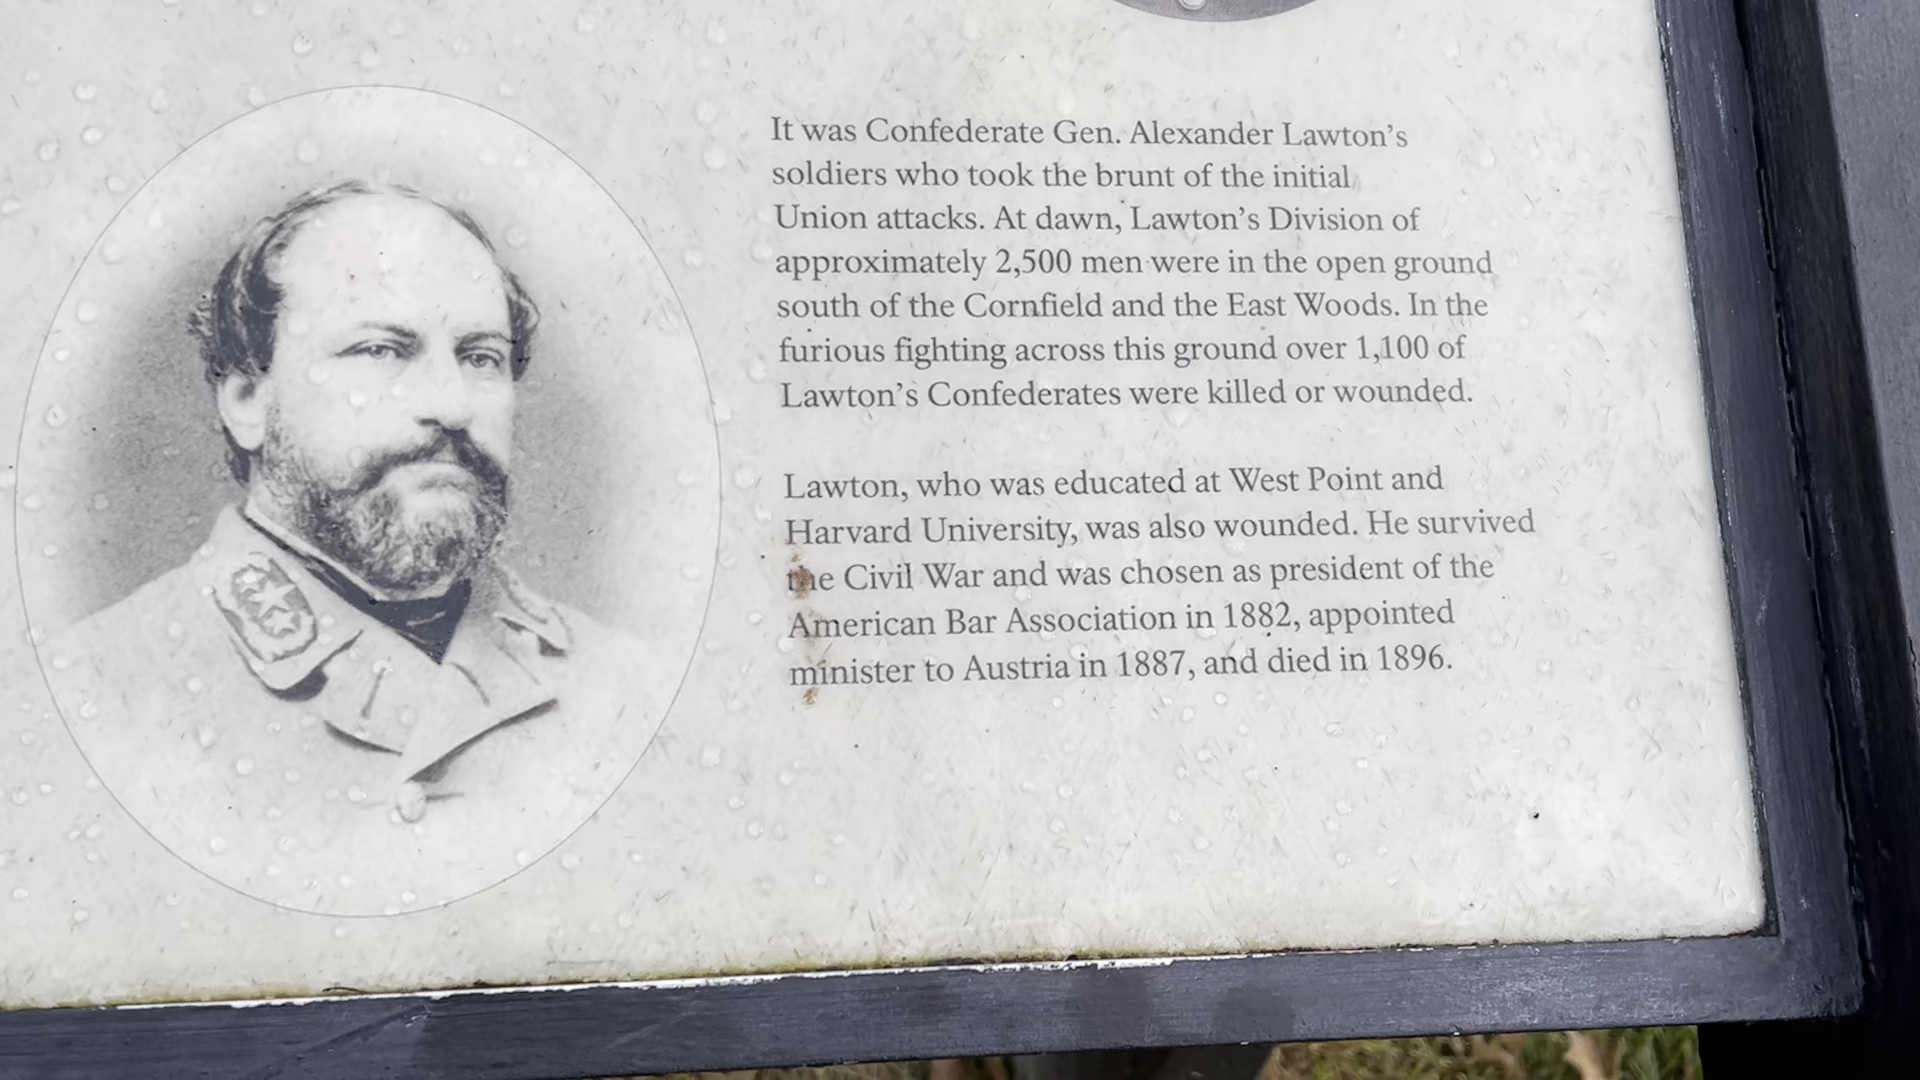 It was Confederate Gen. Alexander Lawton's
soldiers who took the brunt of the initial
Union attacks. At dawn, Lawton's Division of
approximately 2,500 men were in the open ground
south of the Cornfield and the East Woods. In the
furious fighting across this ground over 1,100 of
Lawton's Confederates were killed or wounded.
Lawton, who was educated at West Point and
Harvard University, was also wounded. He survived
the Civil War and was chosen as president of the
American Bar Association in 1882, appointed
minister to Austria in 1887, and died in 1896.